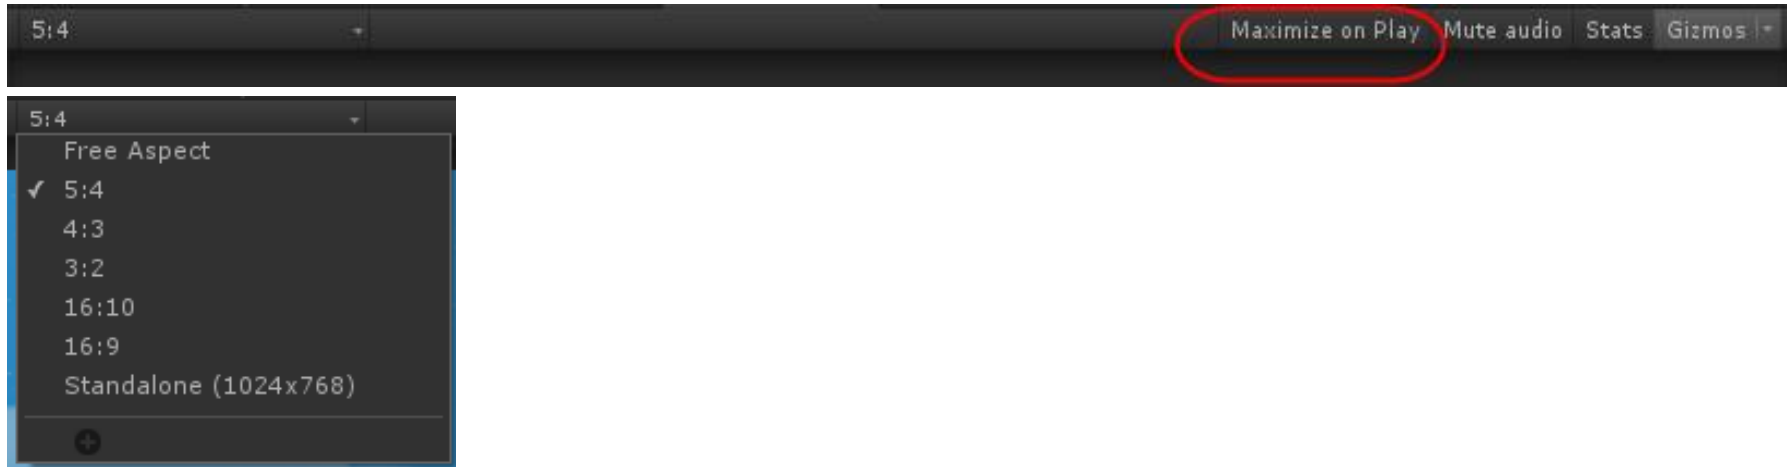 5:4 Maximize on Play Mute audio Stats Gizmos
5:4
Free Aspect
✓ 5:4
4:3
3:2
16:10
16:9
Standalone (1024x768)